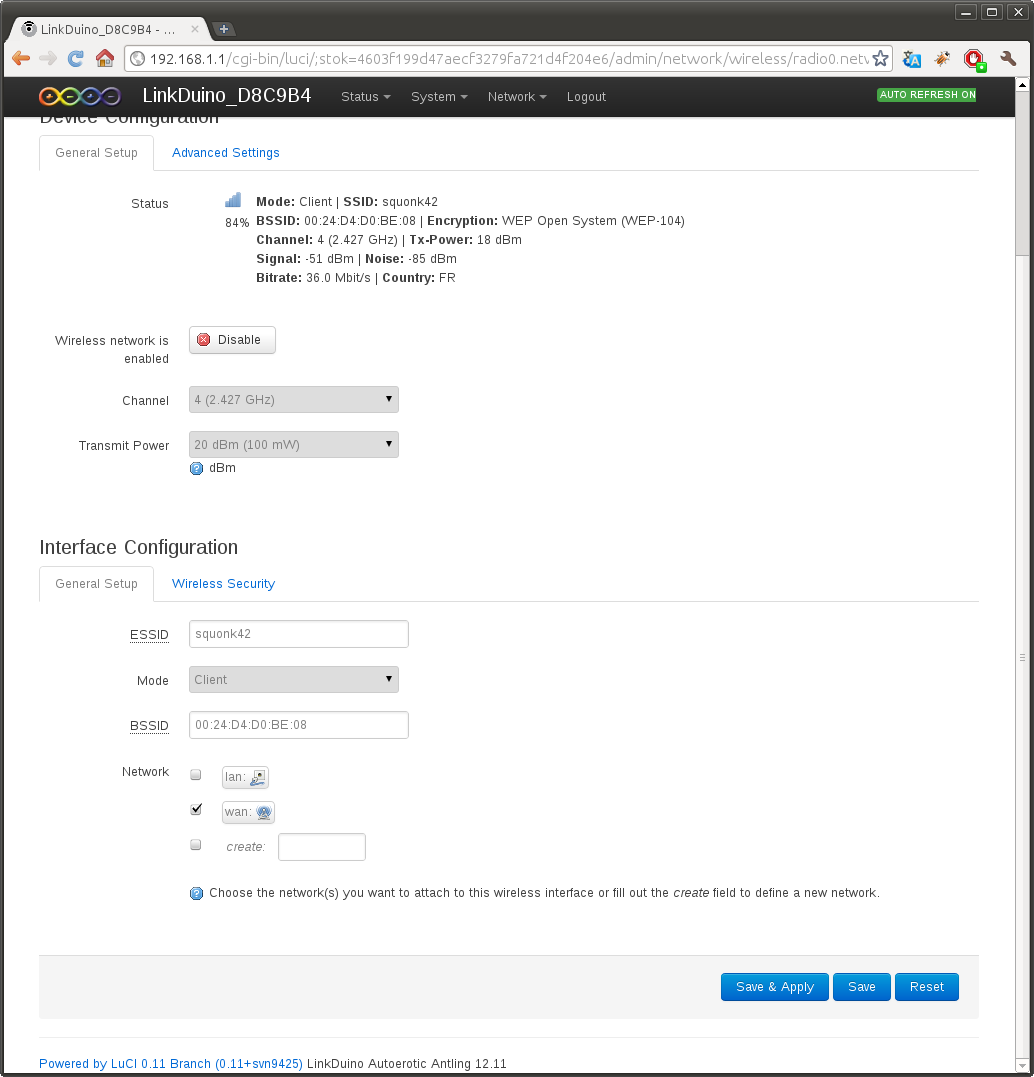 LinkDuino_D8C9B4 - ...
192.168.1.1/cgi-bin/luci/;stok=4603f199d47aecf3279fa721d4f204e6/admin/network/wireless/radio0.netv
LinkDuino_D8C9B4 Status System Network Logout AUTO REFRESH ON
Device Configuration
General Setup Advanced Settings
Status
84%
Mode: Client | SSID: squonk42
BSSID: 00:24:D4:D0:BE:08 | Encryption: WEP Open System (WEP-104)
Channel: 4 (2.427 GHz) | Tx-Power: 18 dBm
Signal: -51 dBm | Noise: -85 dBm
Bitrate: 36.0 Mbit/s | Country: FR
Wireless network is
enabled
Disable
Channel 4 (2.427 GHz)
Transmit Power 20 dBm (100 mW)
dBm
Interface Configuration
General Setup Wireless Security
ESSID squonk42
Mode Client
BSSID 00:24:D4:D0:BE:08
Network lan:
wan:
create:
Choose the network(s) you want to attach to this wireless interface or fill out the create field to define a new network.
Save & Apply Save Reset
Powered by LuCI 0.11 Branch (0.11+svn9425) LinkDuino Autoerotic Antling 12.11